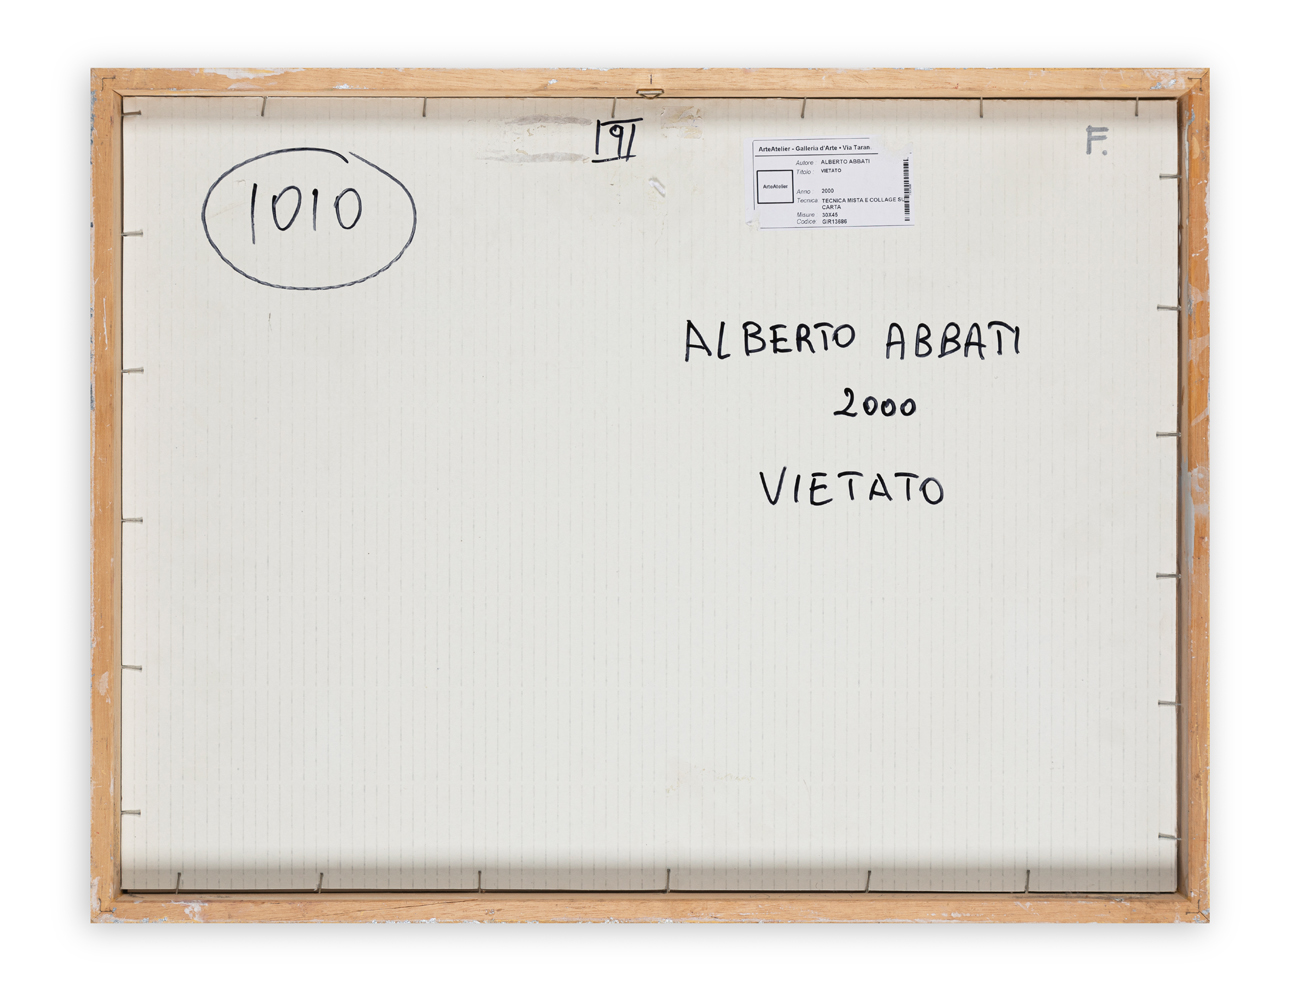 191
F.
1010
ArteAtelier - Galleria d'Arte • Via Taran
ArteAtelier
Autore ALBERTO ABBATI
Titolo VIETATO
Anno 2000
Tecnica TECNICA MISTA E COLLAGE SU
CARTA
Misure 30X45
Codice GIR13686
ALBERTO ABBATI
2000
VIETATO